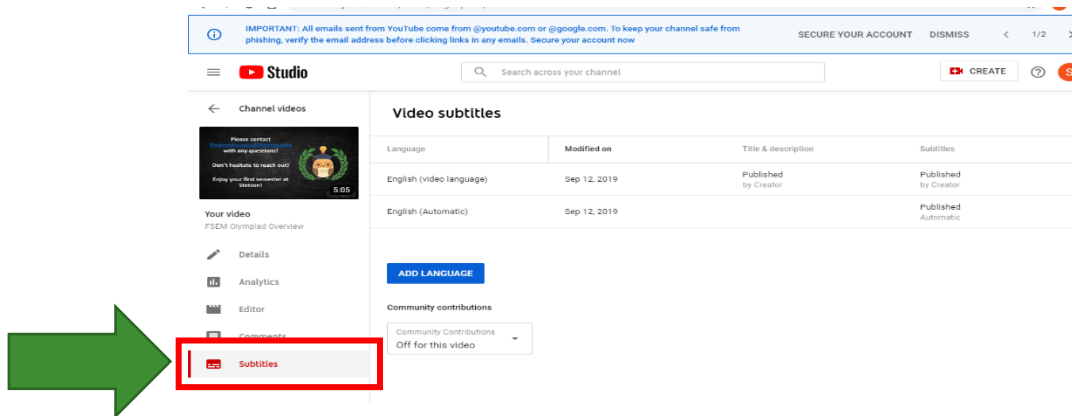 IMPORTANT: All emails sent from YouTube come from @youtube.com or @google.com. To keep your channel safe from
phishing, verify the email address before clicking links in any emails. Secure your account now
SECURE YOUR ACCOUNT
DISMISS
1/2
Studio
Search across your channel
CREATE
S
Channel videos
Please contact
with any questions!
Don't hesitate to reach out!
Enjoy your first semester at
Stetson!
5:05
Your video
FSEM Olympiad Overview
Details
Analytics
Editor
Comments
Subtitles
Video subtitles
Language
Modified on
Title & description
Subtitles
English (video language)
Sep 12, 2019
Published
by Creator
Published
by Creator
English (Automatic)
Sep 12, 2019
Published
Automatic
ADD LANGUAGE
Community contributions
Community Contributions
Off for this video